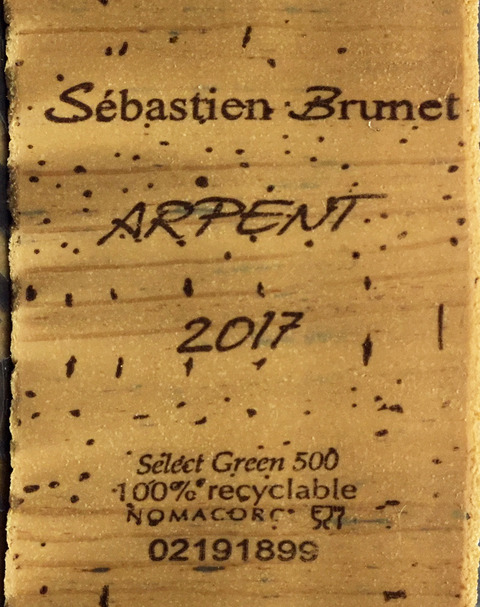 Sébastien Brunet
ARPENT
2017
Select Green 500
100% recyclable
NOMACORC
02191899